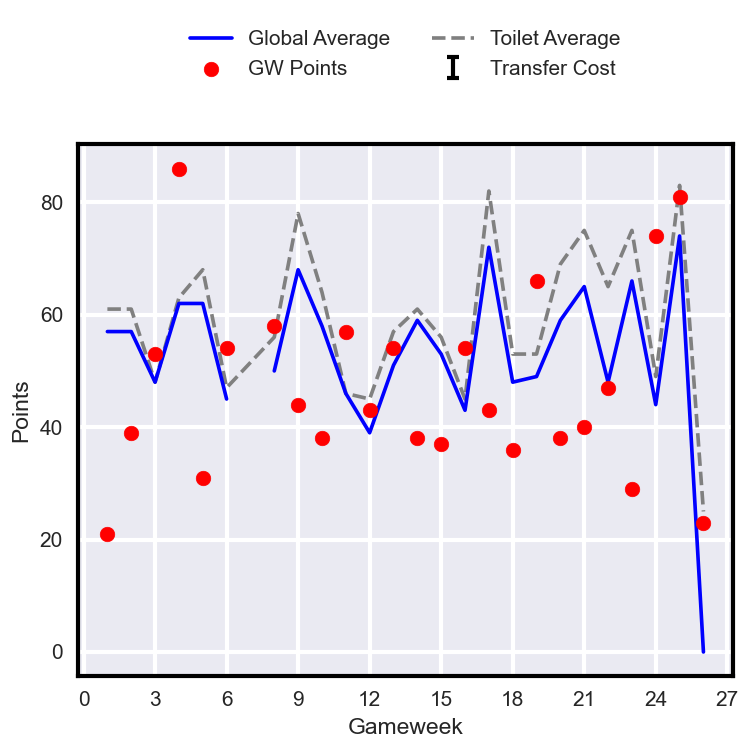 Global Average
Toilet Average
GW Points
Transfer Cost
80
60
40
20
0
Points
0 3 6 9 12 15 18 21 24 27
Gameweek